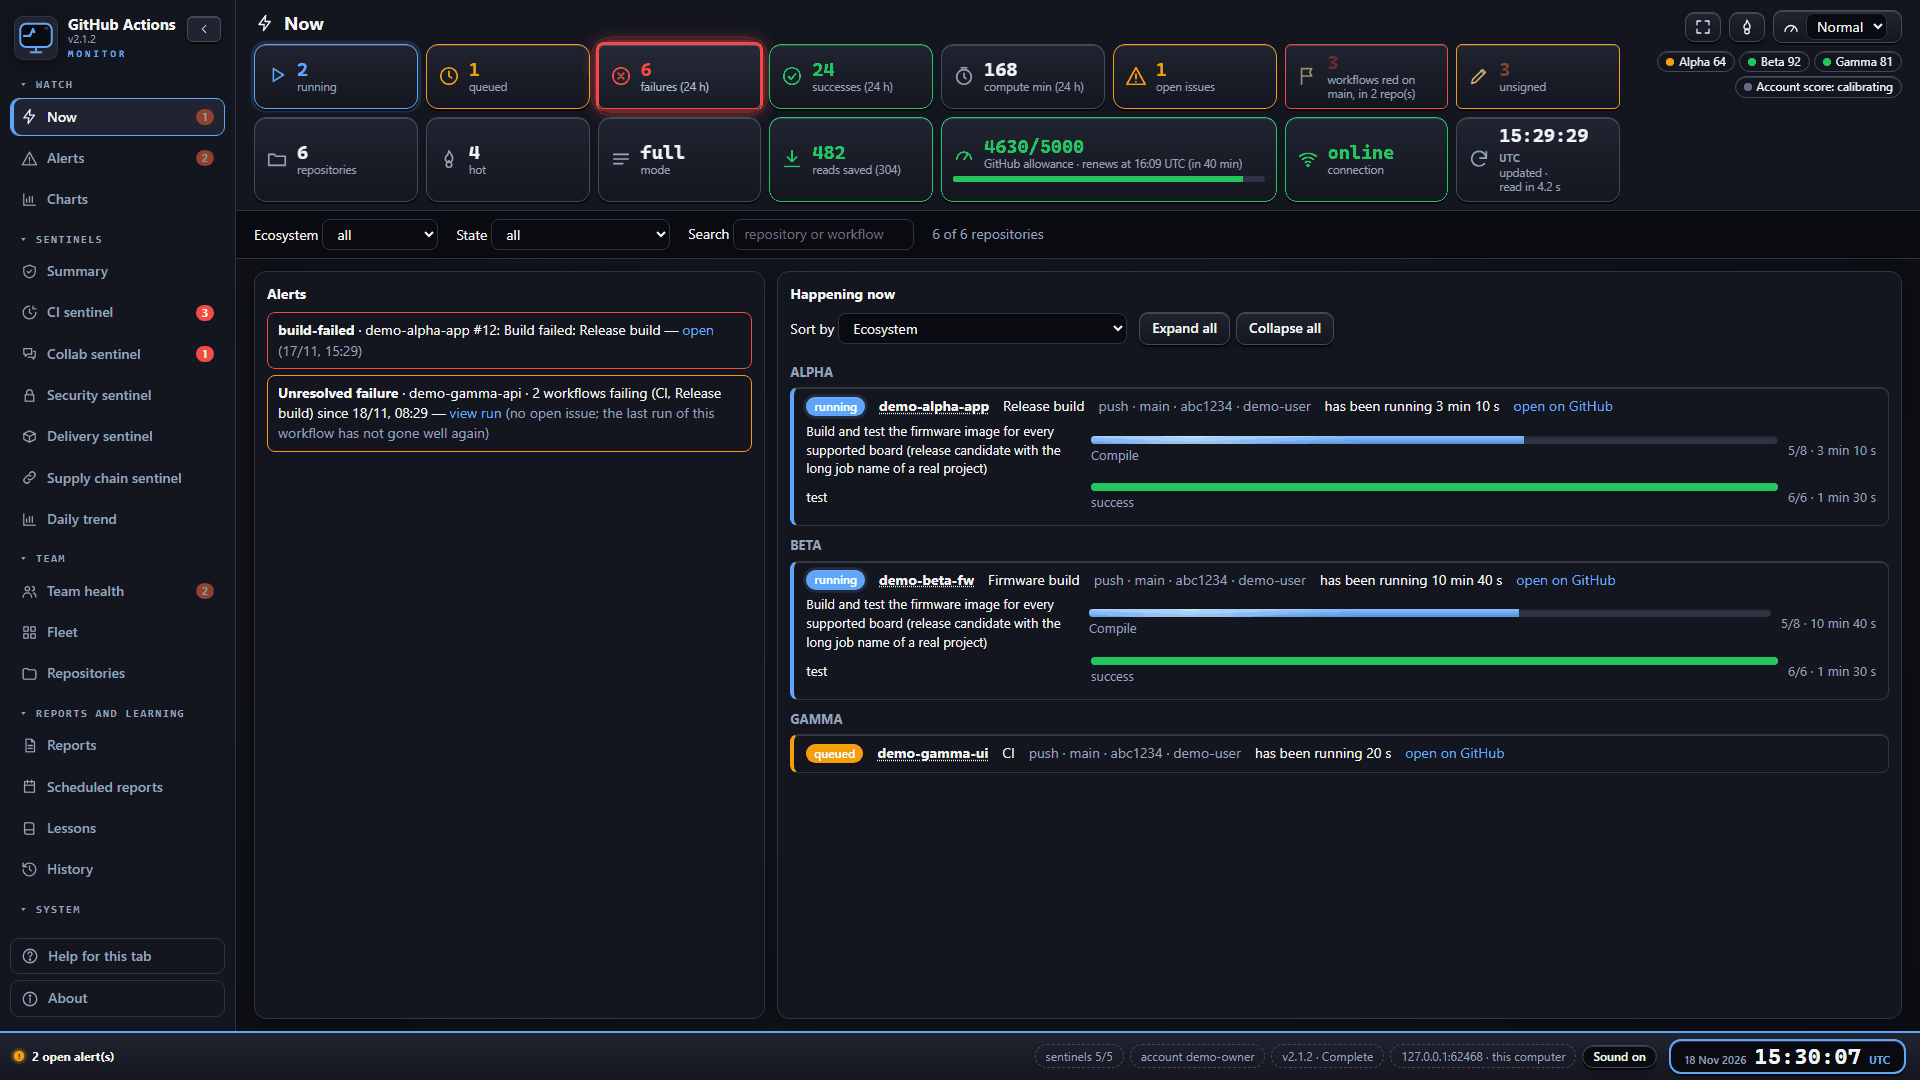 GitHub Actions
v2.1.2
MONITOR
WATCH
Now 1
Alerts 2
Charts
SENTINELS
Summary
CI sentinel 3
Collab sentinel 1
Security sentinel
Delivery sentinel
Supply chain sentinel
Daily trend
TEAM
Team health 2
Fleet
Repositories
REPORTS AND LEARNING
Reports
Scheduled reports
Lessons
History
SYSTEM
Help for this tab
About
Now
Normal
Alpha 64
Beta 92
Gamma 81
Account score: calibrating
2
running
1
queued
6
failures (24 h)
24
successes (24 h)
168
compute min (24 h)
1
open issues
3
workflows red on
main, in 2 repo(s)
3
unsigned
6
repositories
4
hot
full
mode
482
reads saved (304)
4630/5000
GitHub allowance · renews at 16:09 UTC (in 40 min)
online
connection
15:29:29
UTC
updated ·
read in 4.2 s
Ecosystem all State all Search repository or workflow 6 of 6 repositories
Alerts
build-failed · demo-alpha-app #12: Build failed: Release build — open
(17/11, 15:29)
Unresolved failure · demo-gamma-api · 2 workflows failing (CI, Release
build) since 18/11, 08:29 — view run (no open issue; the last run of this
workflow has not gone well again)
Happening now
Sort by Ecosystem Expand all Collapse all
ALPHA
running demo-alpha-app Release build push · main · abc1234 · demo-user has been running 3 min 10 s open on GitHub
Build and test the firmware image for every
supported board (release candidate with the
long job name of a real project)
Compile
5/8 · 3 min 10 s
test
success
6/6 · 1 min 30 s
BETA
running demo-beta-fw Firmware build push · main · abc1234 · demo-user has been running 10 min 40 s open on GitHub
Build and test the firmware image for every
supported board (release candidate with the
long job name of a real project)
Compile
5/8 · 10 min 40 s
test
success
6/6 · 1 min 30 s
GAMMA
queued demo-gamma-ui CI push · main · abc1234 · demo-user has been running 20 s open on GitHub
2 open alert(s)
sentinels 5/5
account demo-owner
v2.1.2 · Complete
127.0.0.1:62468 · this computer
Sound on
18 Nov 2026 15:30:07 UTC